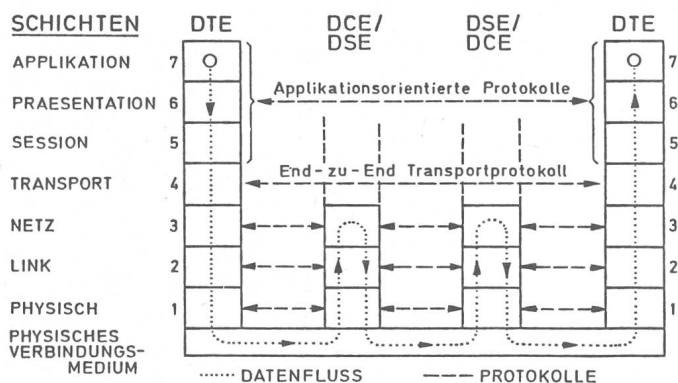 SCHICHTEN DTE DCE/ DSE/ DTE
DSE DCE
APPLIKATION 7 7
Applikationsorientierte Protokolle
PRAESENTATION 6 6
SESSION 5 5
End-zu-End Transportprotokoll
TRANSPORT 4 4
NETZ 3 3
LINK 2 2
PHYSISCH 1 1
PHYSISCHES
VERBINDUNGS-
MEDIUM
DATENFLUSS PROTOKOLLE